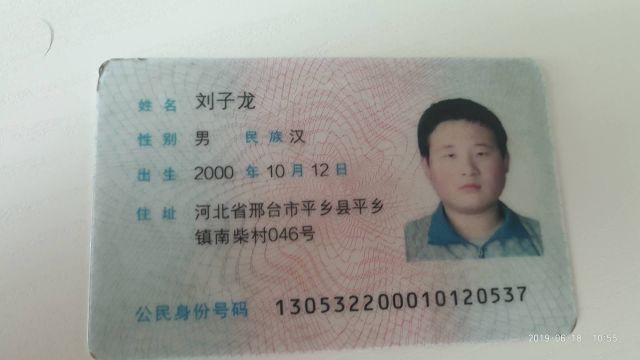 姓名 刘子龙
性别 男 民族 汉
出生 2000 年 10 月 12 日
住址 河北省邢台市平乡县平乡
镇南柴村046号
公民身份号码 130532200010120537
2019-06-18 10:55